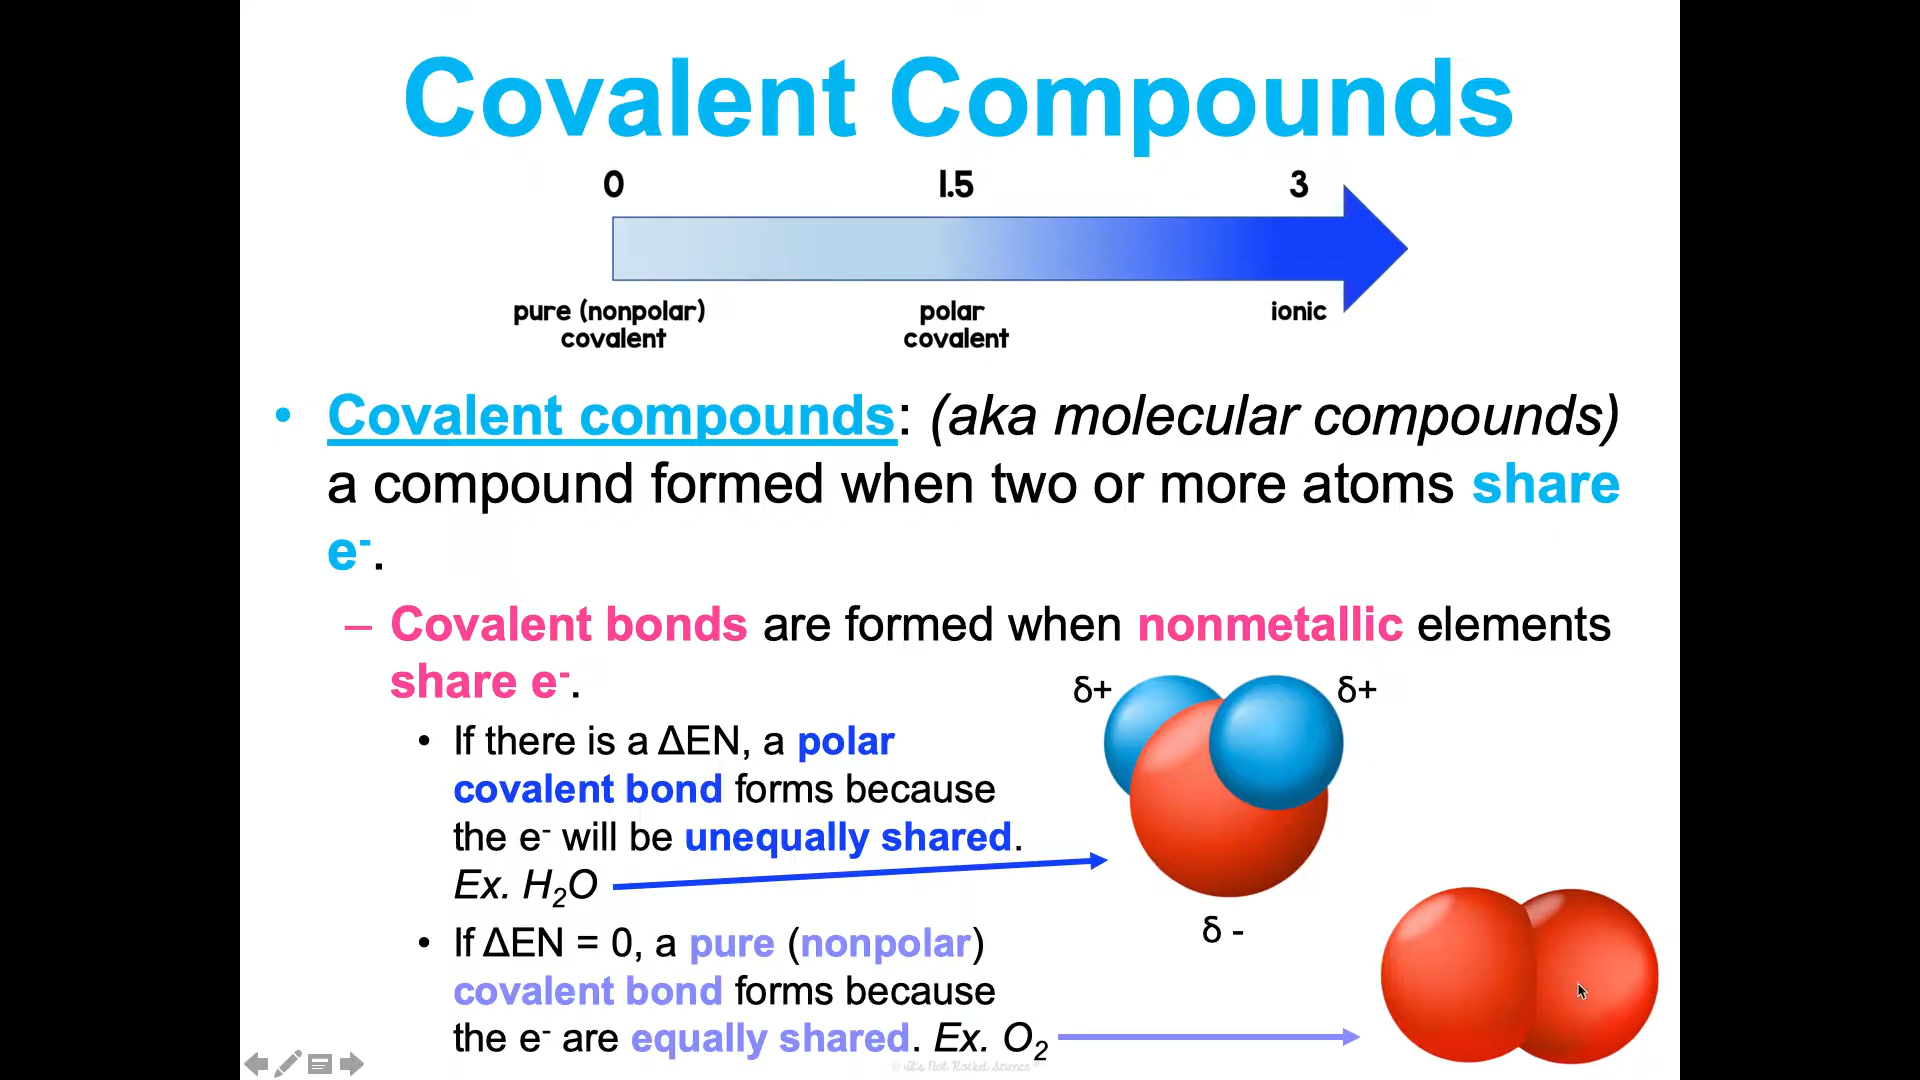 Covalent Compounds
0 1.5 3
pure (nonpolar) covalent
polar covalent
ionic
• Covalent compounds: (aka molecular compounds)
a compound formed when two or more atoms share
e⁻.
– Covalent bonds are formed when nonmetallic elements
share e⁻.
δ+ δ+
• If there is a ΔEN, a polar
covalent bond forms because
the e⁻ will be unequally shared.
Ex. H₂O
δ -
• If ΔEN = 0, a pure (nonpolar)
covalent bond forms because
the e⁻ are equally shared. Ex. O₂
© It's Not Rocket Science®